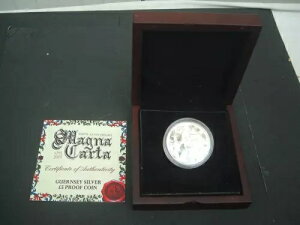 Magna
Carta
Certificate of Authenticity
GUERNSEY SILVER
£5 PROOF COIN